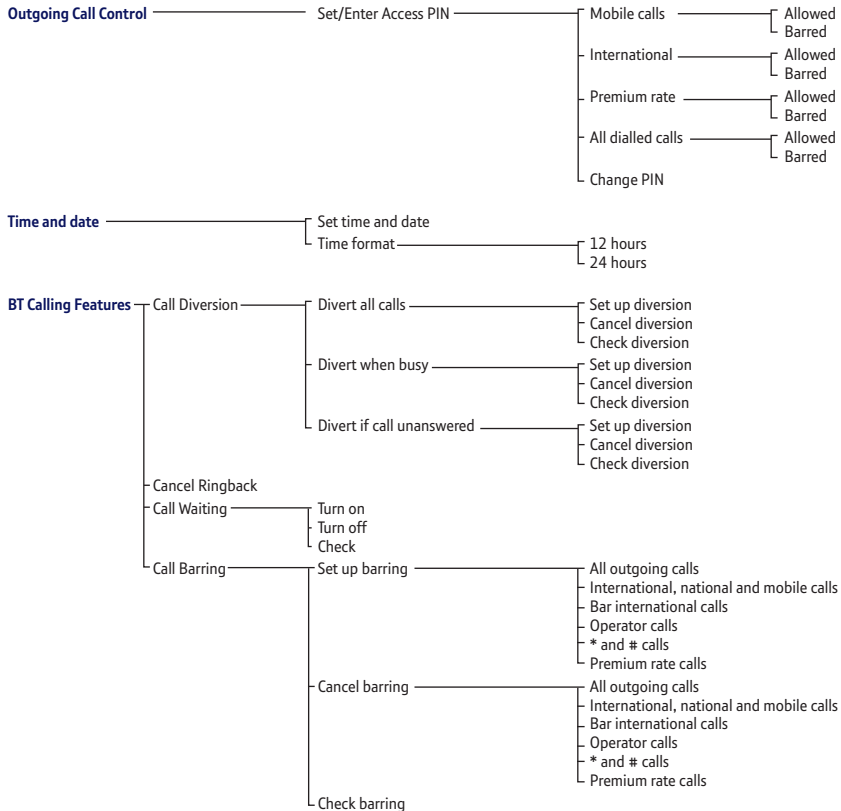 Outgoing Call Control Set/Enter Access PIN Mobile calls Allowed
Barred
International Allowed
Barred
Premium rate Allowed
Barred
All dialled calls Allowed
Barred
Change PIN
Time and date Set time and date
Time format 12 hours
24 hours
BT Calling Features Call Diversion Divert all calls Set up diversion
Cancel diversion
Check diversion
Divert when busy Set up diversion
Cancel diversion
Check diversion
Divert if call unanswered Set up diversion
Cancel diversion
Check diversion
Cancel Ringback
Call Waiting Turn on
Turn off
Check
Call Barring Set up barring All outgoing calls
International, national and mobile calls
Bar international calls
Operator calls
* and # calls
Premium rate calls
Cancel barring All outgoing calls
International, national and mobile calls
Bar international calls
Operator calls
* and # calls
Premium rate calls
Check barring